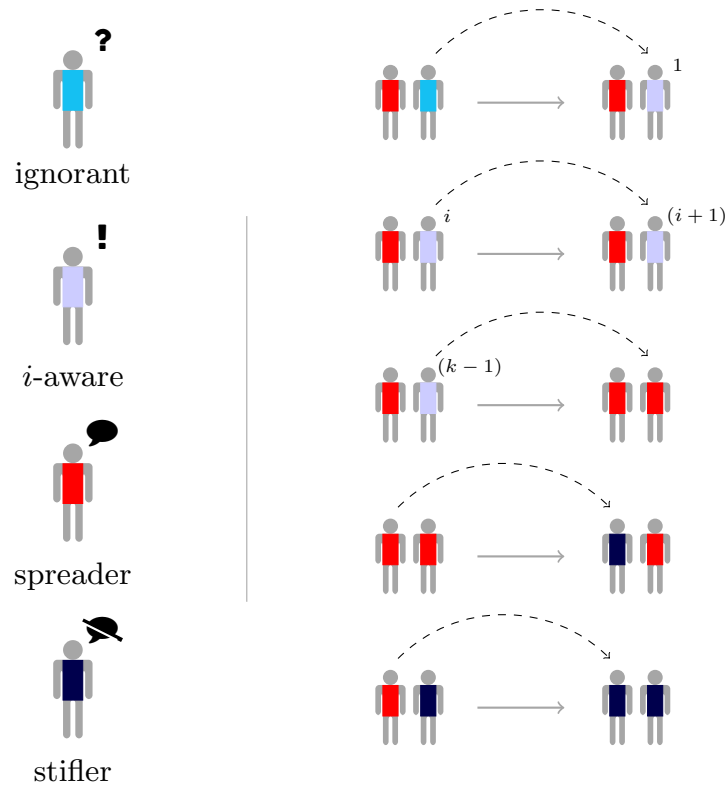 ?
ignorant
!
i-aware
spreader
stifler
1
i
(i + 1)
(k − 1)